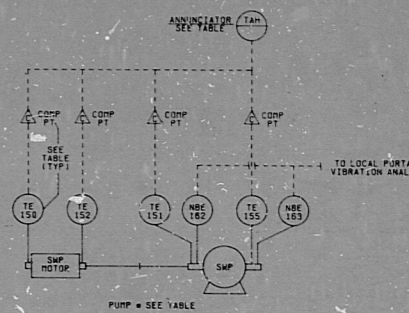 ANNUNCIATOR
SEE TABLE
TAH
C
COMP
PT
C
COMP
PT
C
COMP
PT
C
COMP
PT
SEE
TABLE
(TYP)
TO LOCAL PORTA
VIBRATION ANAL
TE
150
TE
152
TE
151
NBE
162
TE
155
NBE
163
SWP
MOTOR
SWP
PUMP • SEE TABLE